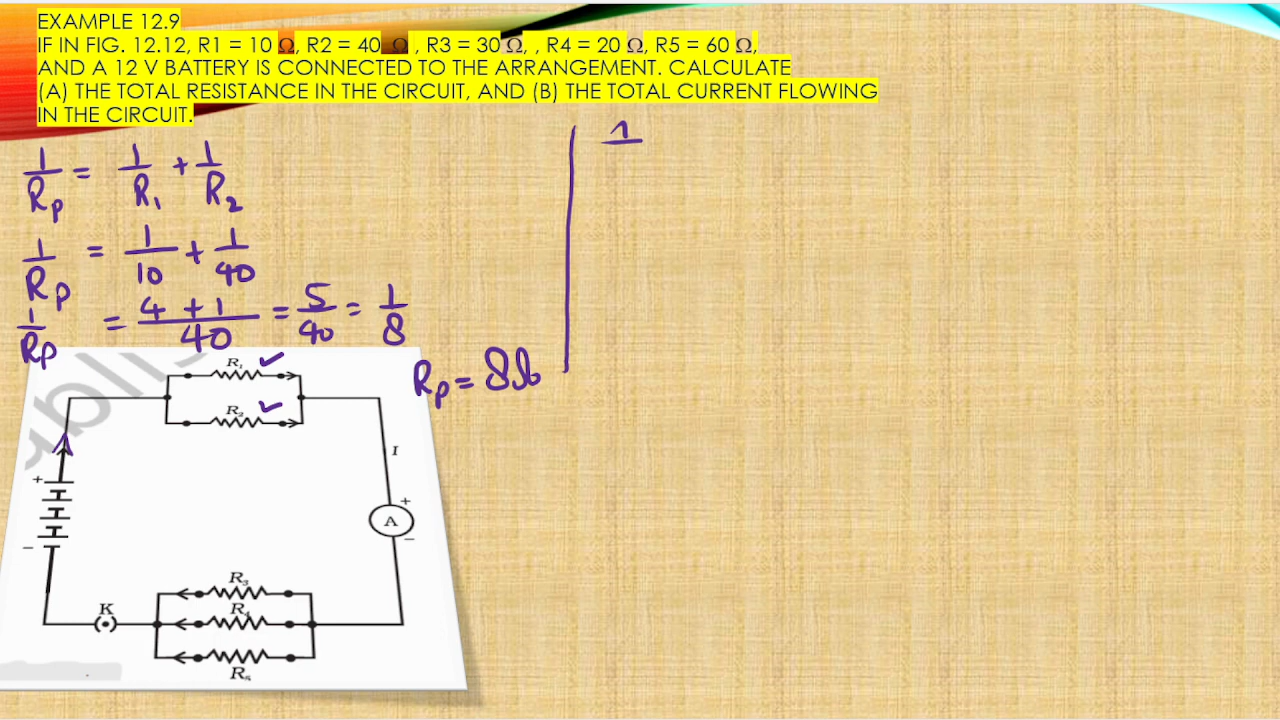 EXAMPLE 12.9
IF IN FIG. 12.12, R1 = 10 Ω, R2 = 40 Ω , R3 = 30 Ω, , R4 = 20 Ω, R5 = 60 Ω,
AND A 12 V BATTERY IS CONNECTED TO THE ARRANGEMENT. CALCULATE
(A) THE TOTAL RESISTANCE IN THE CIRCUIT, AND (B) THE TOTAL CURRENT FLOWING
IN THE CIRCUIT.
1/Rp = 1/R₁ + 1/R₂
1/Rp = 1/10 + 1/40
1/Rp = 4 + 1/40 = 5/40 = 1/8
Rp = 8Ω
1
R₁
R₂
I
+
+
A
−
−
R₃
K
R₄
R₅